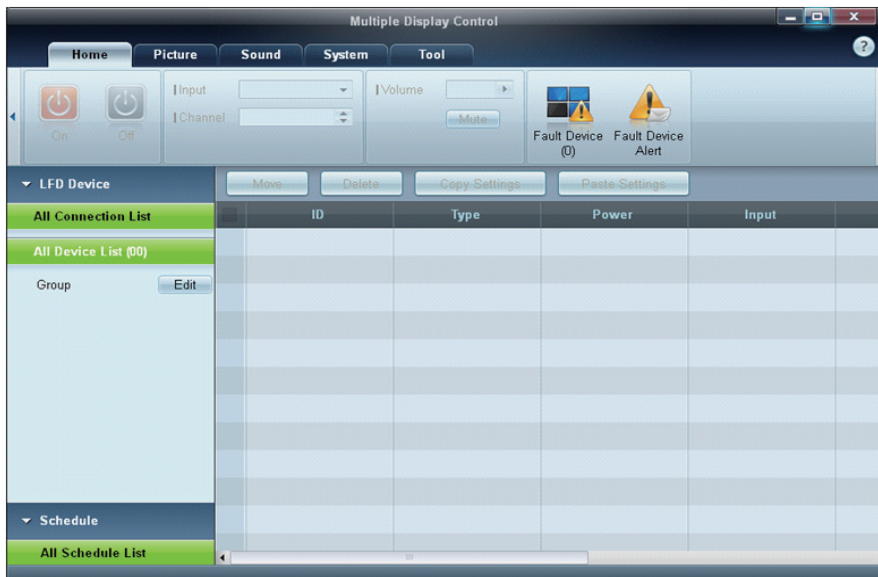 Multiple Display Control
Home Picture Sound System Tool
?
Input
Channel
On Off
Volume
Mute
Fault Device
(0)
Fault Device
Alert
LFD Device
Move Delete Copy Settings Paste Settings
All Connection List
ID Type Power Input
All Device List (00)
Group Edit
Schedule
All Schedule List